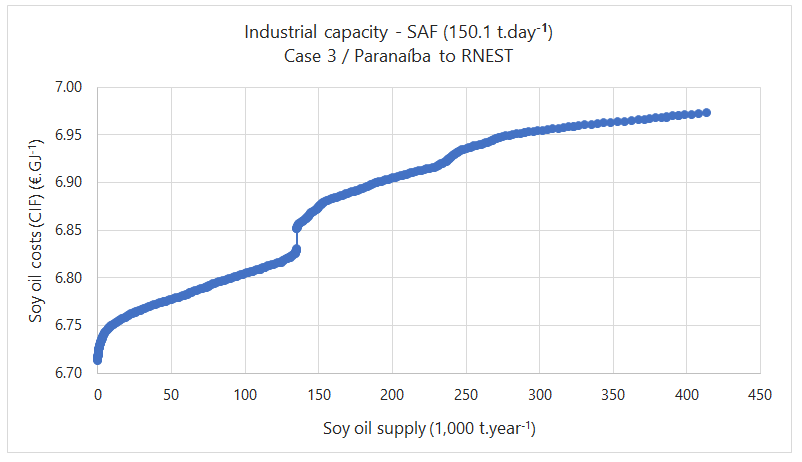 Industrial capacity - SAF (150.1 t.day⁻¹)
Case 3 / Paranaíba to RNEST
Soy oil costs (CIF) (€.GJ⁻¹)
7.00
6.95
6.90
6.85
6.80
6.75
6.70
0 50 100 150 200 250 300 350 400 450
Soy oil supply (1,000 t.year⁻¹)